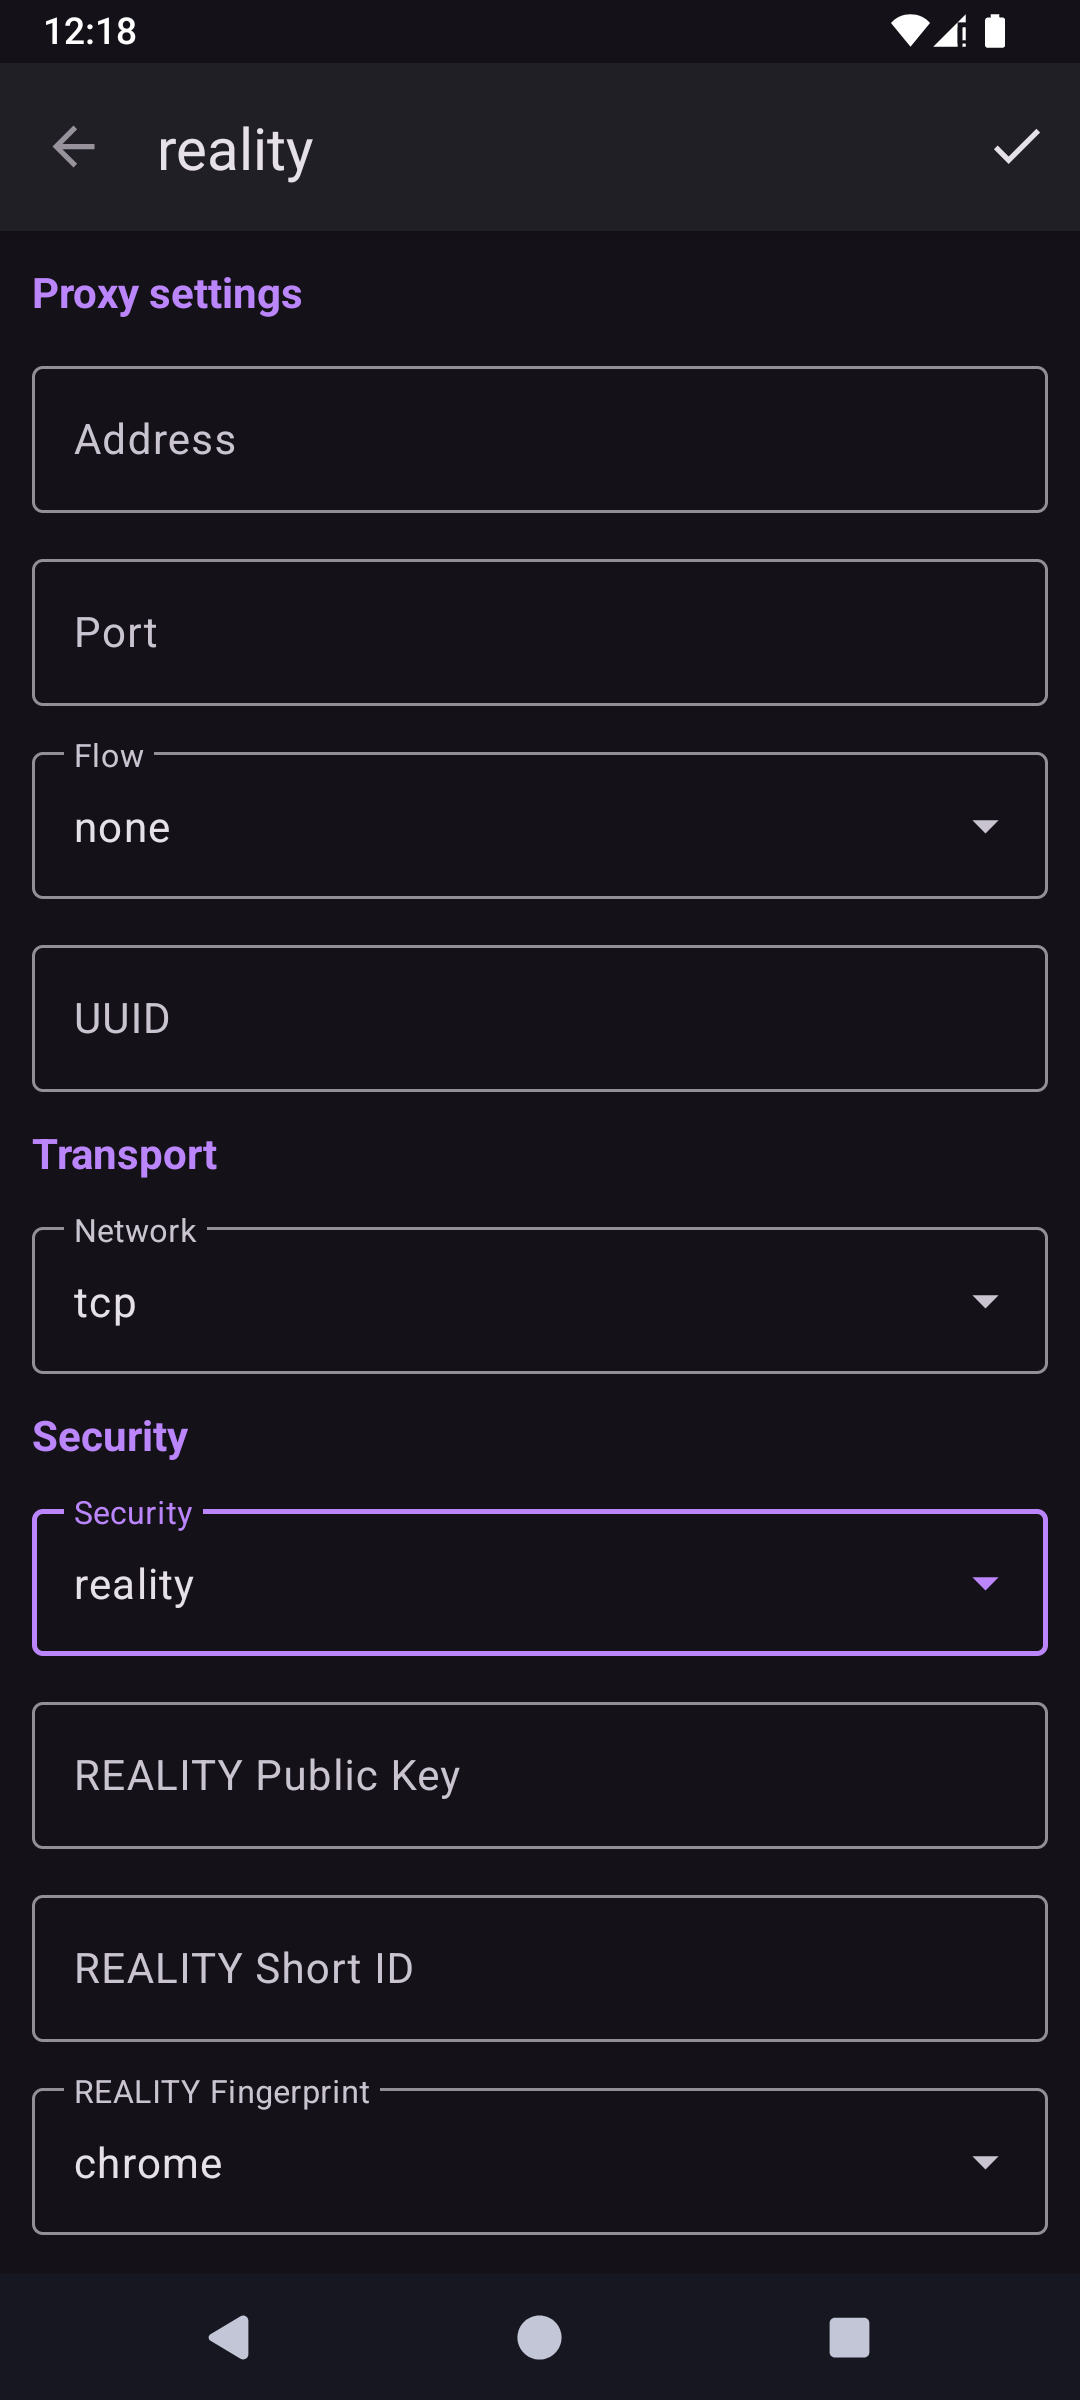 12:18
reality
Proxy settings
Address
Port
Flow
none
UUID
Transport
Network
tcp
Security
Security
reality
REALITY Public Key
REALITY Short ID
REALITY Fingerprint
chrome